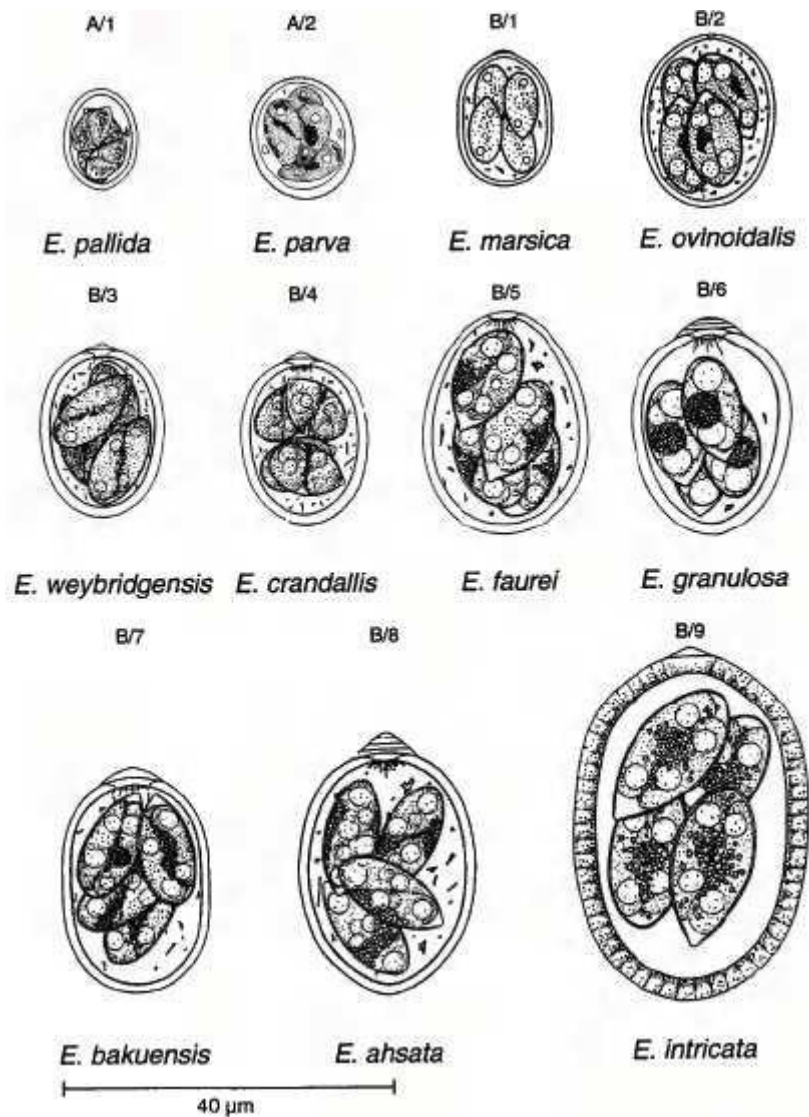 A/1 A/2 B/1 B/2
E. pallida E. parva E. marsica E. ovinoidalis
B/3 B/4 B/5 B/6
E. weybridgensis E. crandallis E. faurei E. granulosa
B/7 B/8 B/9
E. bakuensis E. ahsata E. intricata
40 µm